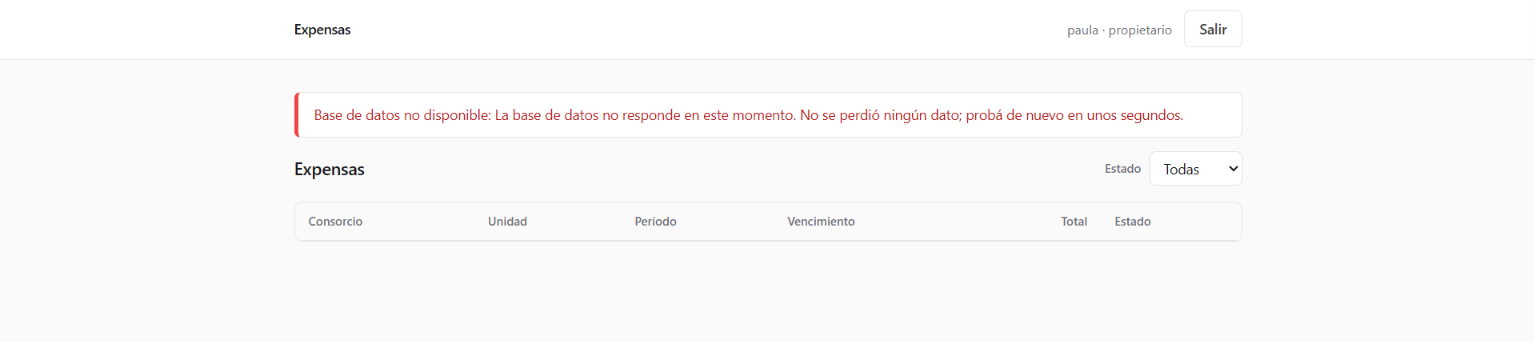 Expensas
paula · propietario
Salir
Base de datos no disponible: La base de datos no responde en este momento. No se perdió ningún dato; probá de nuevo en unos segundos.
Expensas
Estado
Todas
Consorcio Unidad Período Vencimiento Total Estado